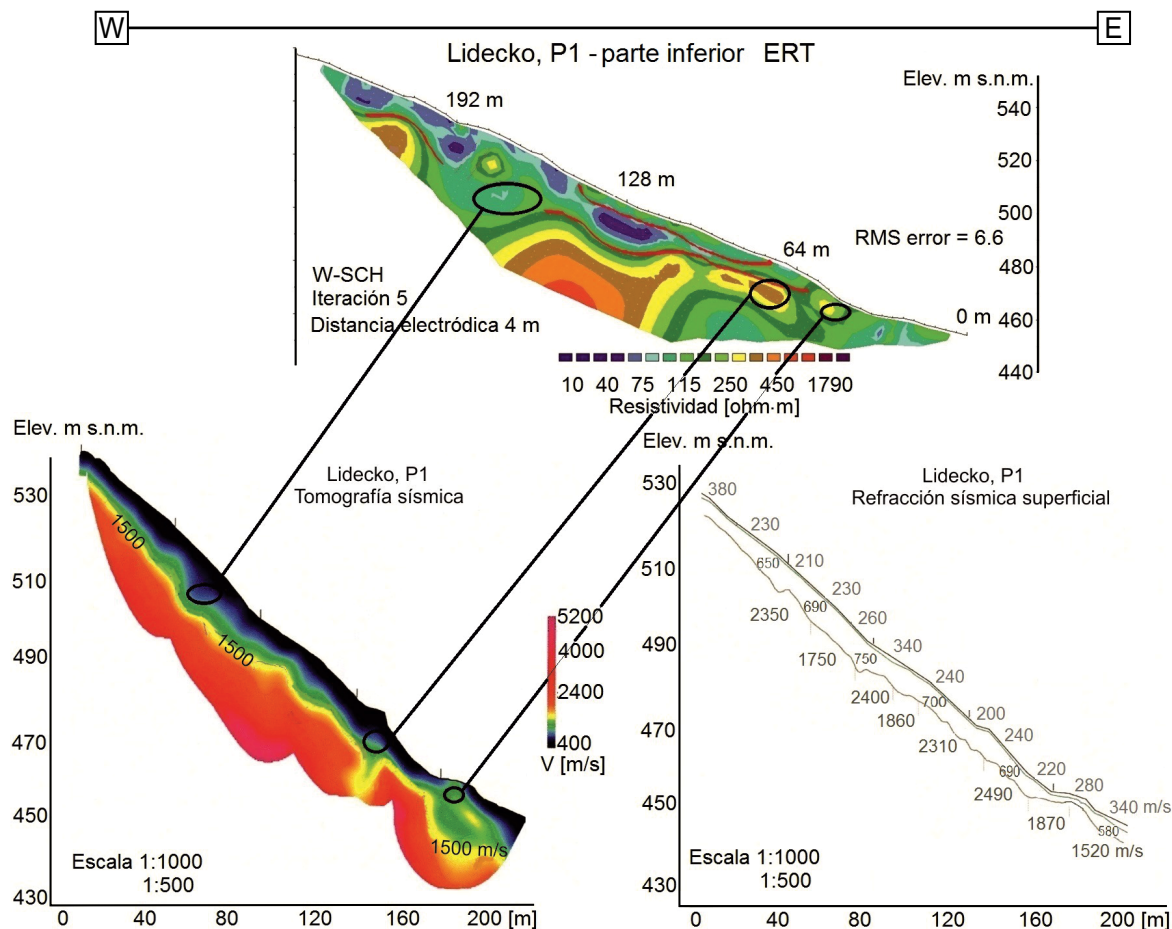 W
E
Lidecko, P1 - parte inferior ERT
Elev. m s.n.m.
540
520
500
480
460
440
192 m
128 m
64 m
0 m
RMS error = 6.6
W-SCH
Iteración 5
Distancia electródica 4 m
10 40 75 115 250 450 1790
Resistividad [ohm·m]
Elev. m s.n.m.
Lidecko, P1
Tomografía sísmica
530
510
490
470
450
430
1500
1500
1500 m/s
5200
4000
2400
400
V [m/s]
Escala 1:1000
1:500
0 40 80 120 160 200 [m]
Elev. m s.n.m.
Lidecko, P1
Refracción sísmica superficial
530
510
490
470
450
430
380
230
210
230
260
340
240
200
240
220
280
340 m/s
650
690
750
700
690
580
2350
1750
2400
1860
2310
2490
1870
1520 m/s
Escala 1:1000
1:500
0 40 80 120 160 200 [m]